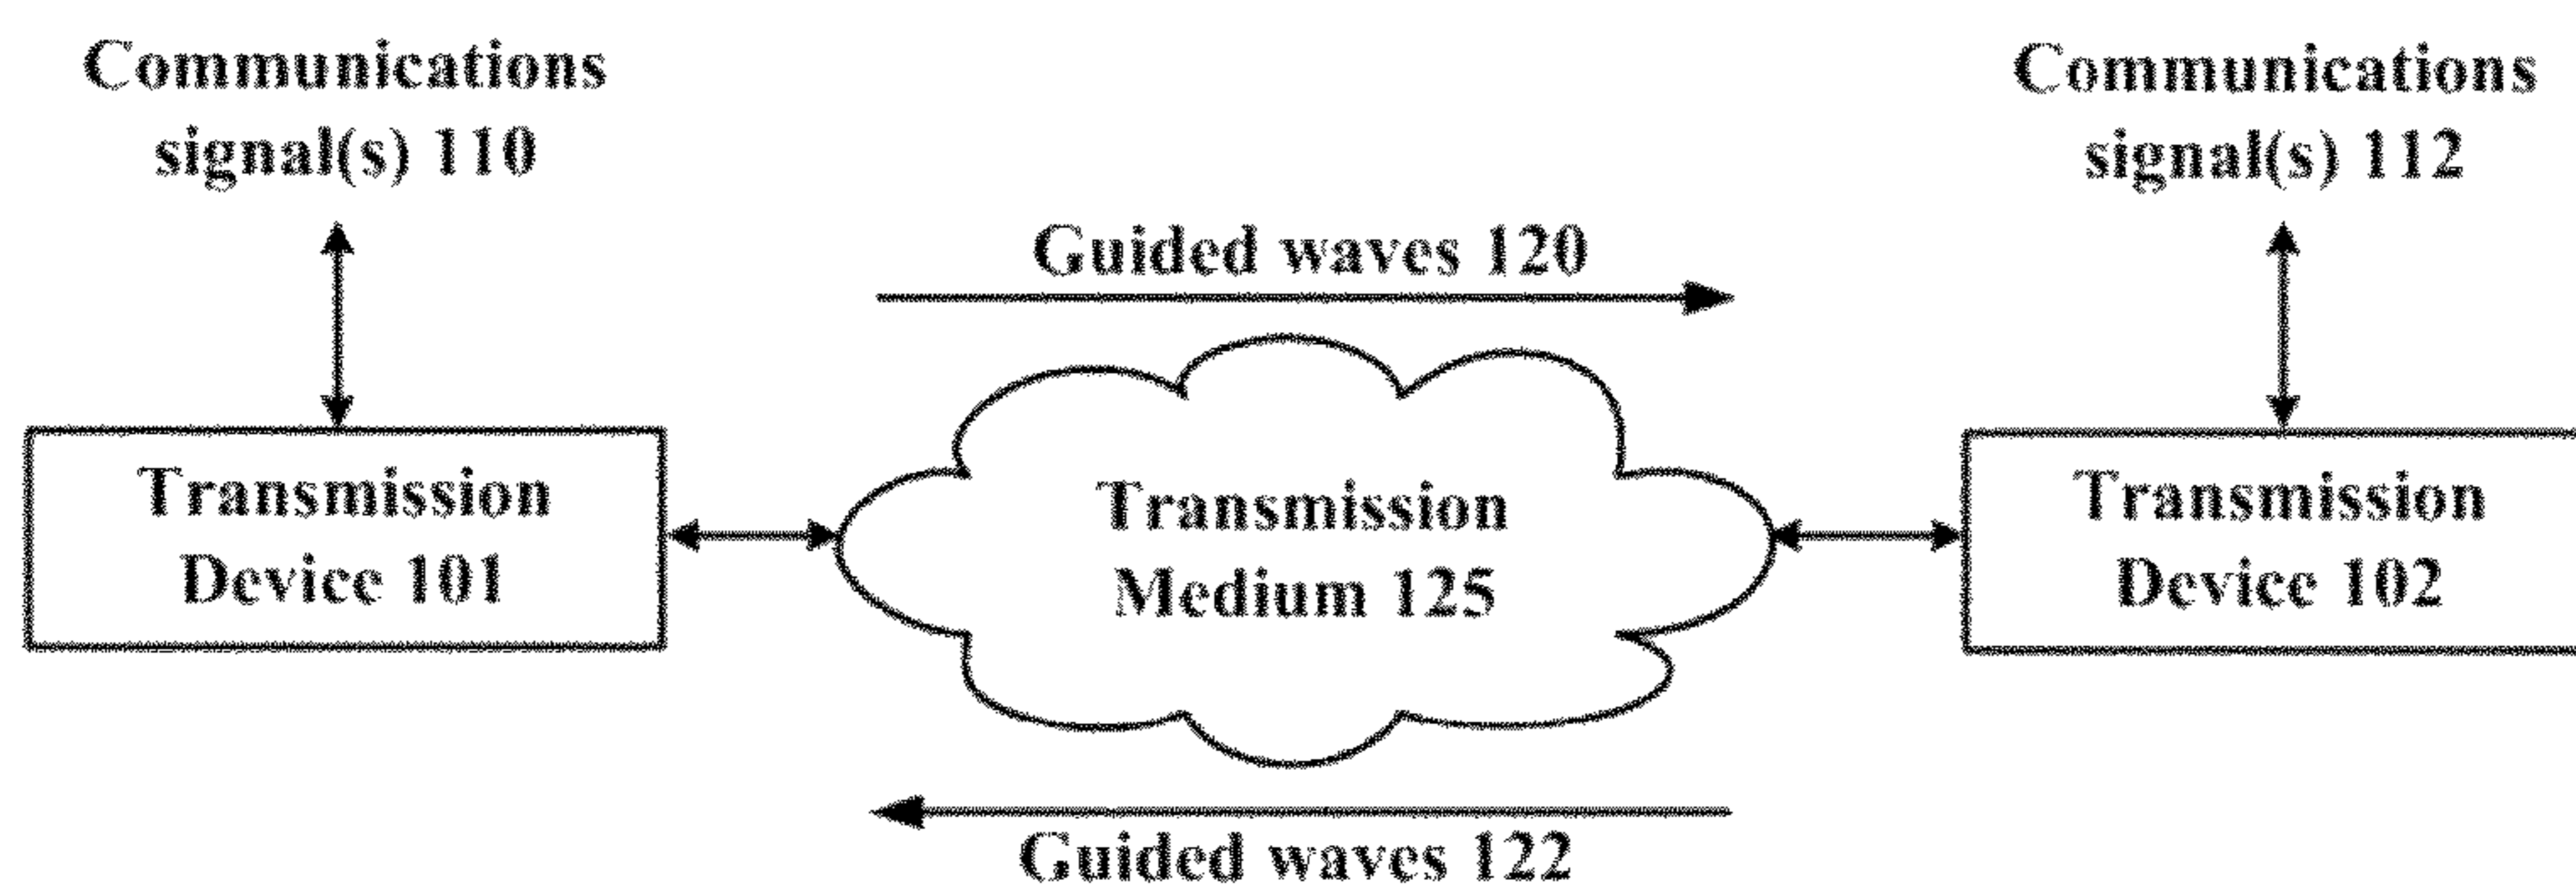 Communications
signal(s) 110
Communications
signal(s) 112
Guided waves 120
Transmission
Device 101
Transmission
Medium 125
Transmission
Device 102
Guided waves 122